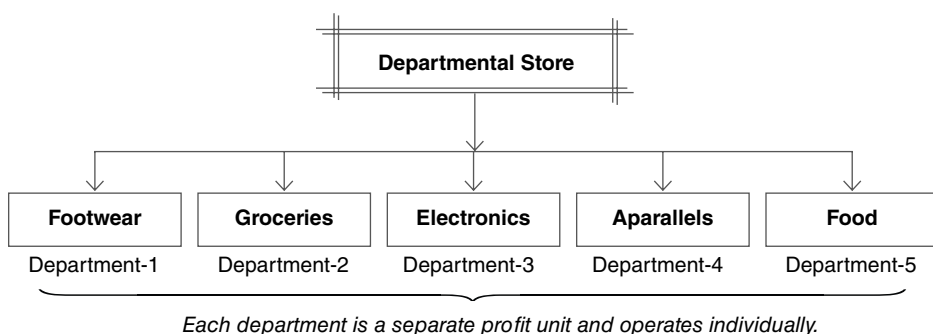 Departmental Store
Footwear Groceries Electronics Aparallels Food
Department-1 Department-2 Department-3 Department-4 Department-5
Each department is a separate profit unit and operates individually.